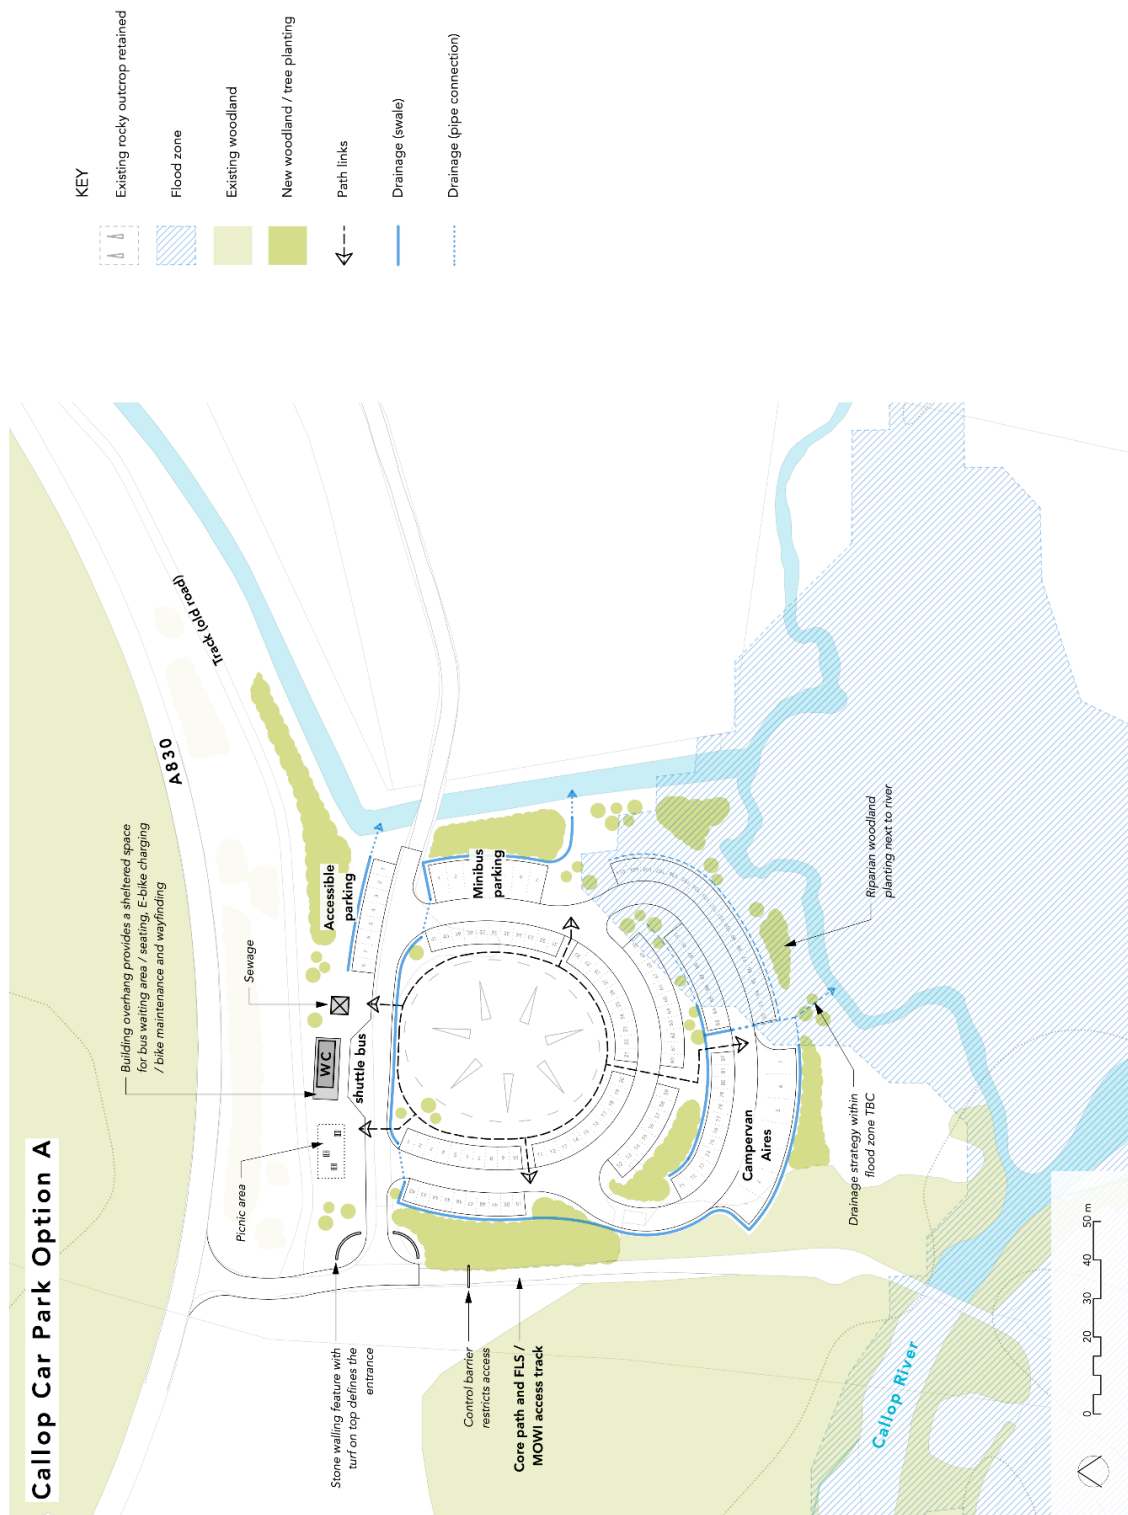 Callop Car Park Option A
Building overhang provides a sheltered space
for bus waiting area / seating, E-bike charging
/ bike maintenance and wayfinding
Picnic area
Sewage
A830
Track (old road)
WC
shuttle bus
Accessible
parking
Minibus
parking
Stone walling feature with
turf on top defines the
entrance
Control barrier
restricts access
Core path and FLS /
MOWI access track
Campervan
Aires
Drainage strategy within
flood zone TBC
Riparian woodland
planting next to river
Callop River
0 10 20 30 40 50 m
KEY
Existing rocky outcrop retained
Flood zone
Existing woodland
New woodland / tree planting
Path links
Drainage (swale)
Drainage (pipe connection)